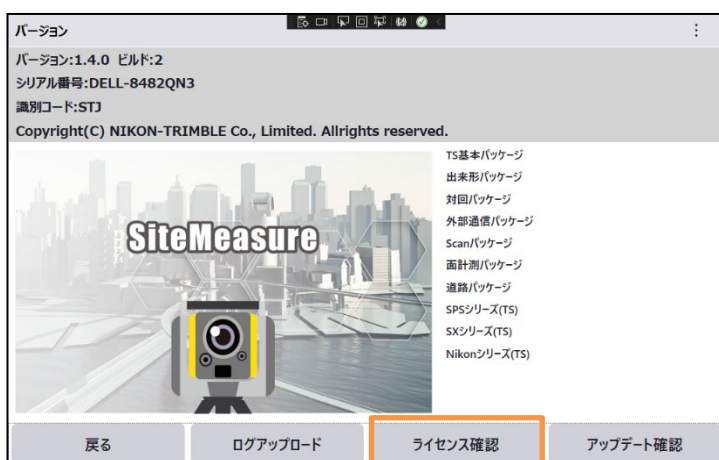 バージョン
バージョン:1.4.0 ビルド:2
シリアル番号:DELL-8482QN3
識別コード:STJ
Copyright(C) NIKON-TRIMBLE Co., Limited. Allrights reserved.
SiteMeasure
TS基本パッケージ
出来形パッケージ
対回パッケージ
外部通信パッケージ
Scanパッケージ
面計測パッケージ
道路パッケージ
SPSシリーズ(TS)
SXシリーズ(TS)
Nikonシリーズ(TS)
戻る
ログアップロード
ライセンス確認
アップデート確認